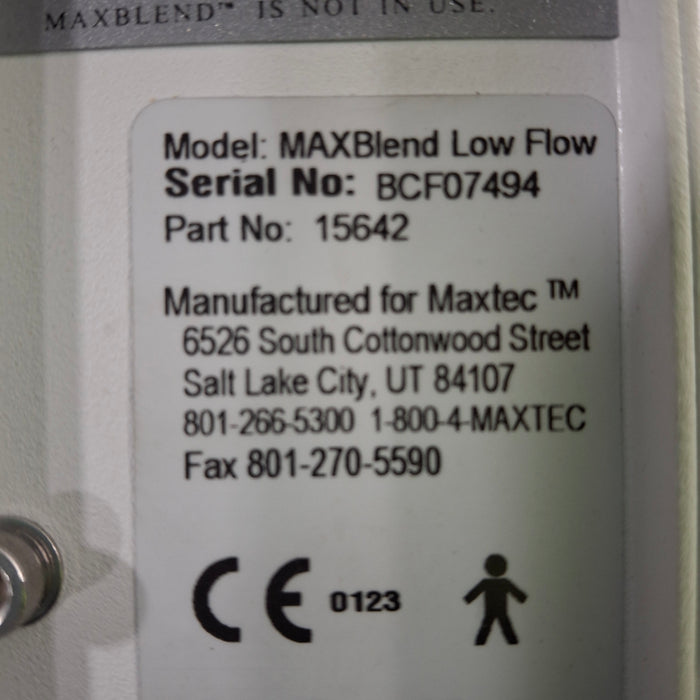 MAXBLEND™ IS NOT IN USE.
Model: MAXBlend Low Flow
Serial No: BCF07494
Part No: 15642
Manufactured for Maxtec ™
6526 South Cottonwood Street
Salt Lake City, UT 84107
801-266-5300 1-800-4-MAXTEC
Fax 801-270-5590
CE 0123